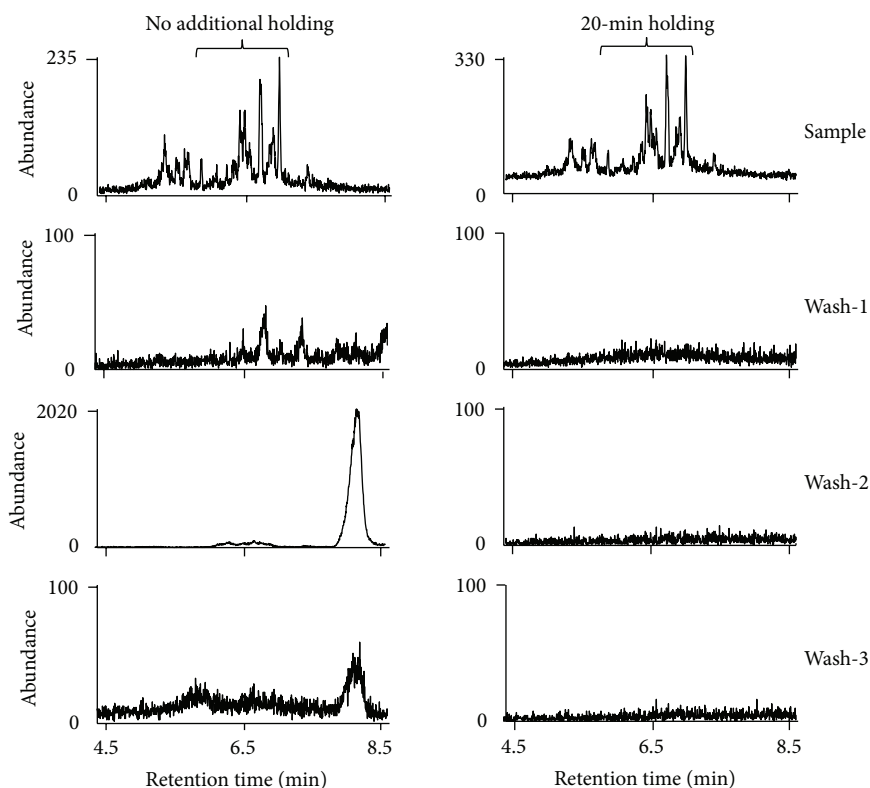 No additional holding
20-min holding
Abundance
235
0
330
0
Sample
Abundance
100
0
100
0
Wash-1
Abundance
2020
0
100
0
Wash-2
Abundance
100
0
100
0
Wash-3
4.5 6.5 8.5
4.5 6.5 8.5
Retention time (min)
Retention time (min)